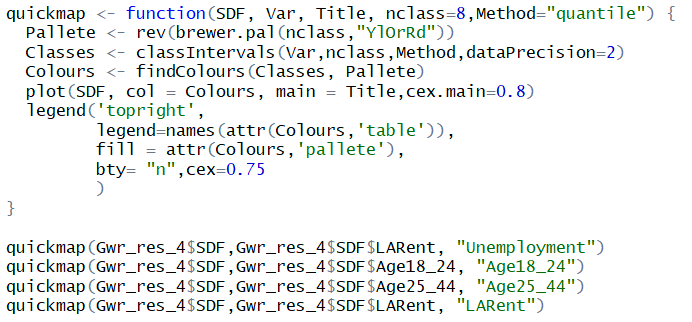 quickmap <- function(SDF, Var, Title, nclass=8,Method="quantile") {
  Pallete <- rev(brewer.pal(nclass,"YlOrRd"))
  Classes <- classIntervals(Var,nclass,Method,dataPrecision=2)
  Colours <- findColours(Classes, Pallete)
  plot(SDF, col = Colours, main = Title,cex.main=0.8)
  legend('topright',
         legend=names(attr(Colours,'table')),
         fill = attr(Colours,'pallete'),
         bty= "n",cex=0.75
         )
}
quickmap(Gwr_res_4$SDF,Gwr_res_4$SDF$LARent, "Unemployment")
quickmap(Gwr_res_4$SDF,Gwr_res_4$SDF$Age18_24, "Age18_24")
quickmap(Gwr_res_4$SDF,Gwr_res_4$SDF$Age25_44, "Age25_44")
quickmap(Gwr_res_4$SDF,Gwr_res_4$SDF$LARent, "LARent")